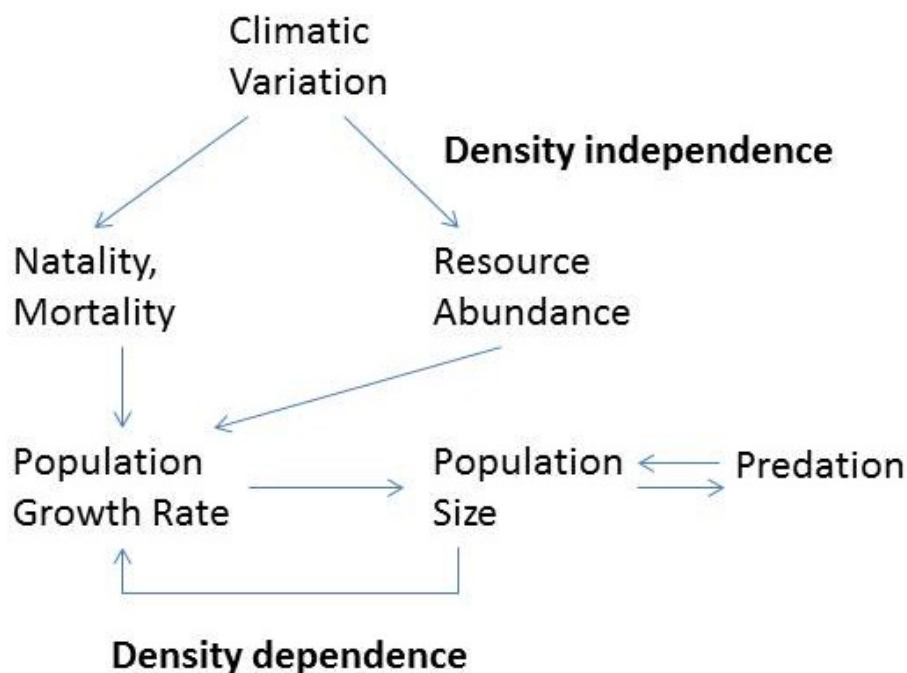 Climatic
Variation
Density independence
Natality,
Mortality
Resource
Abundance
Population
Growth Rate
Population
Size
Predation
Density dependence